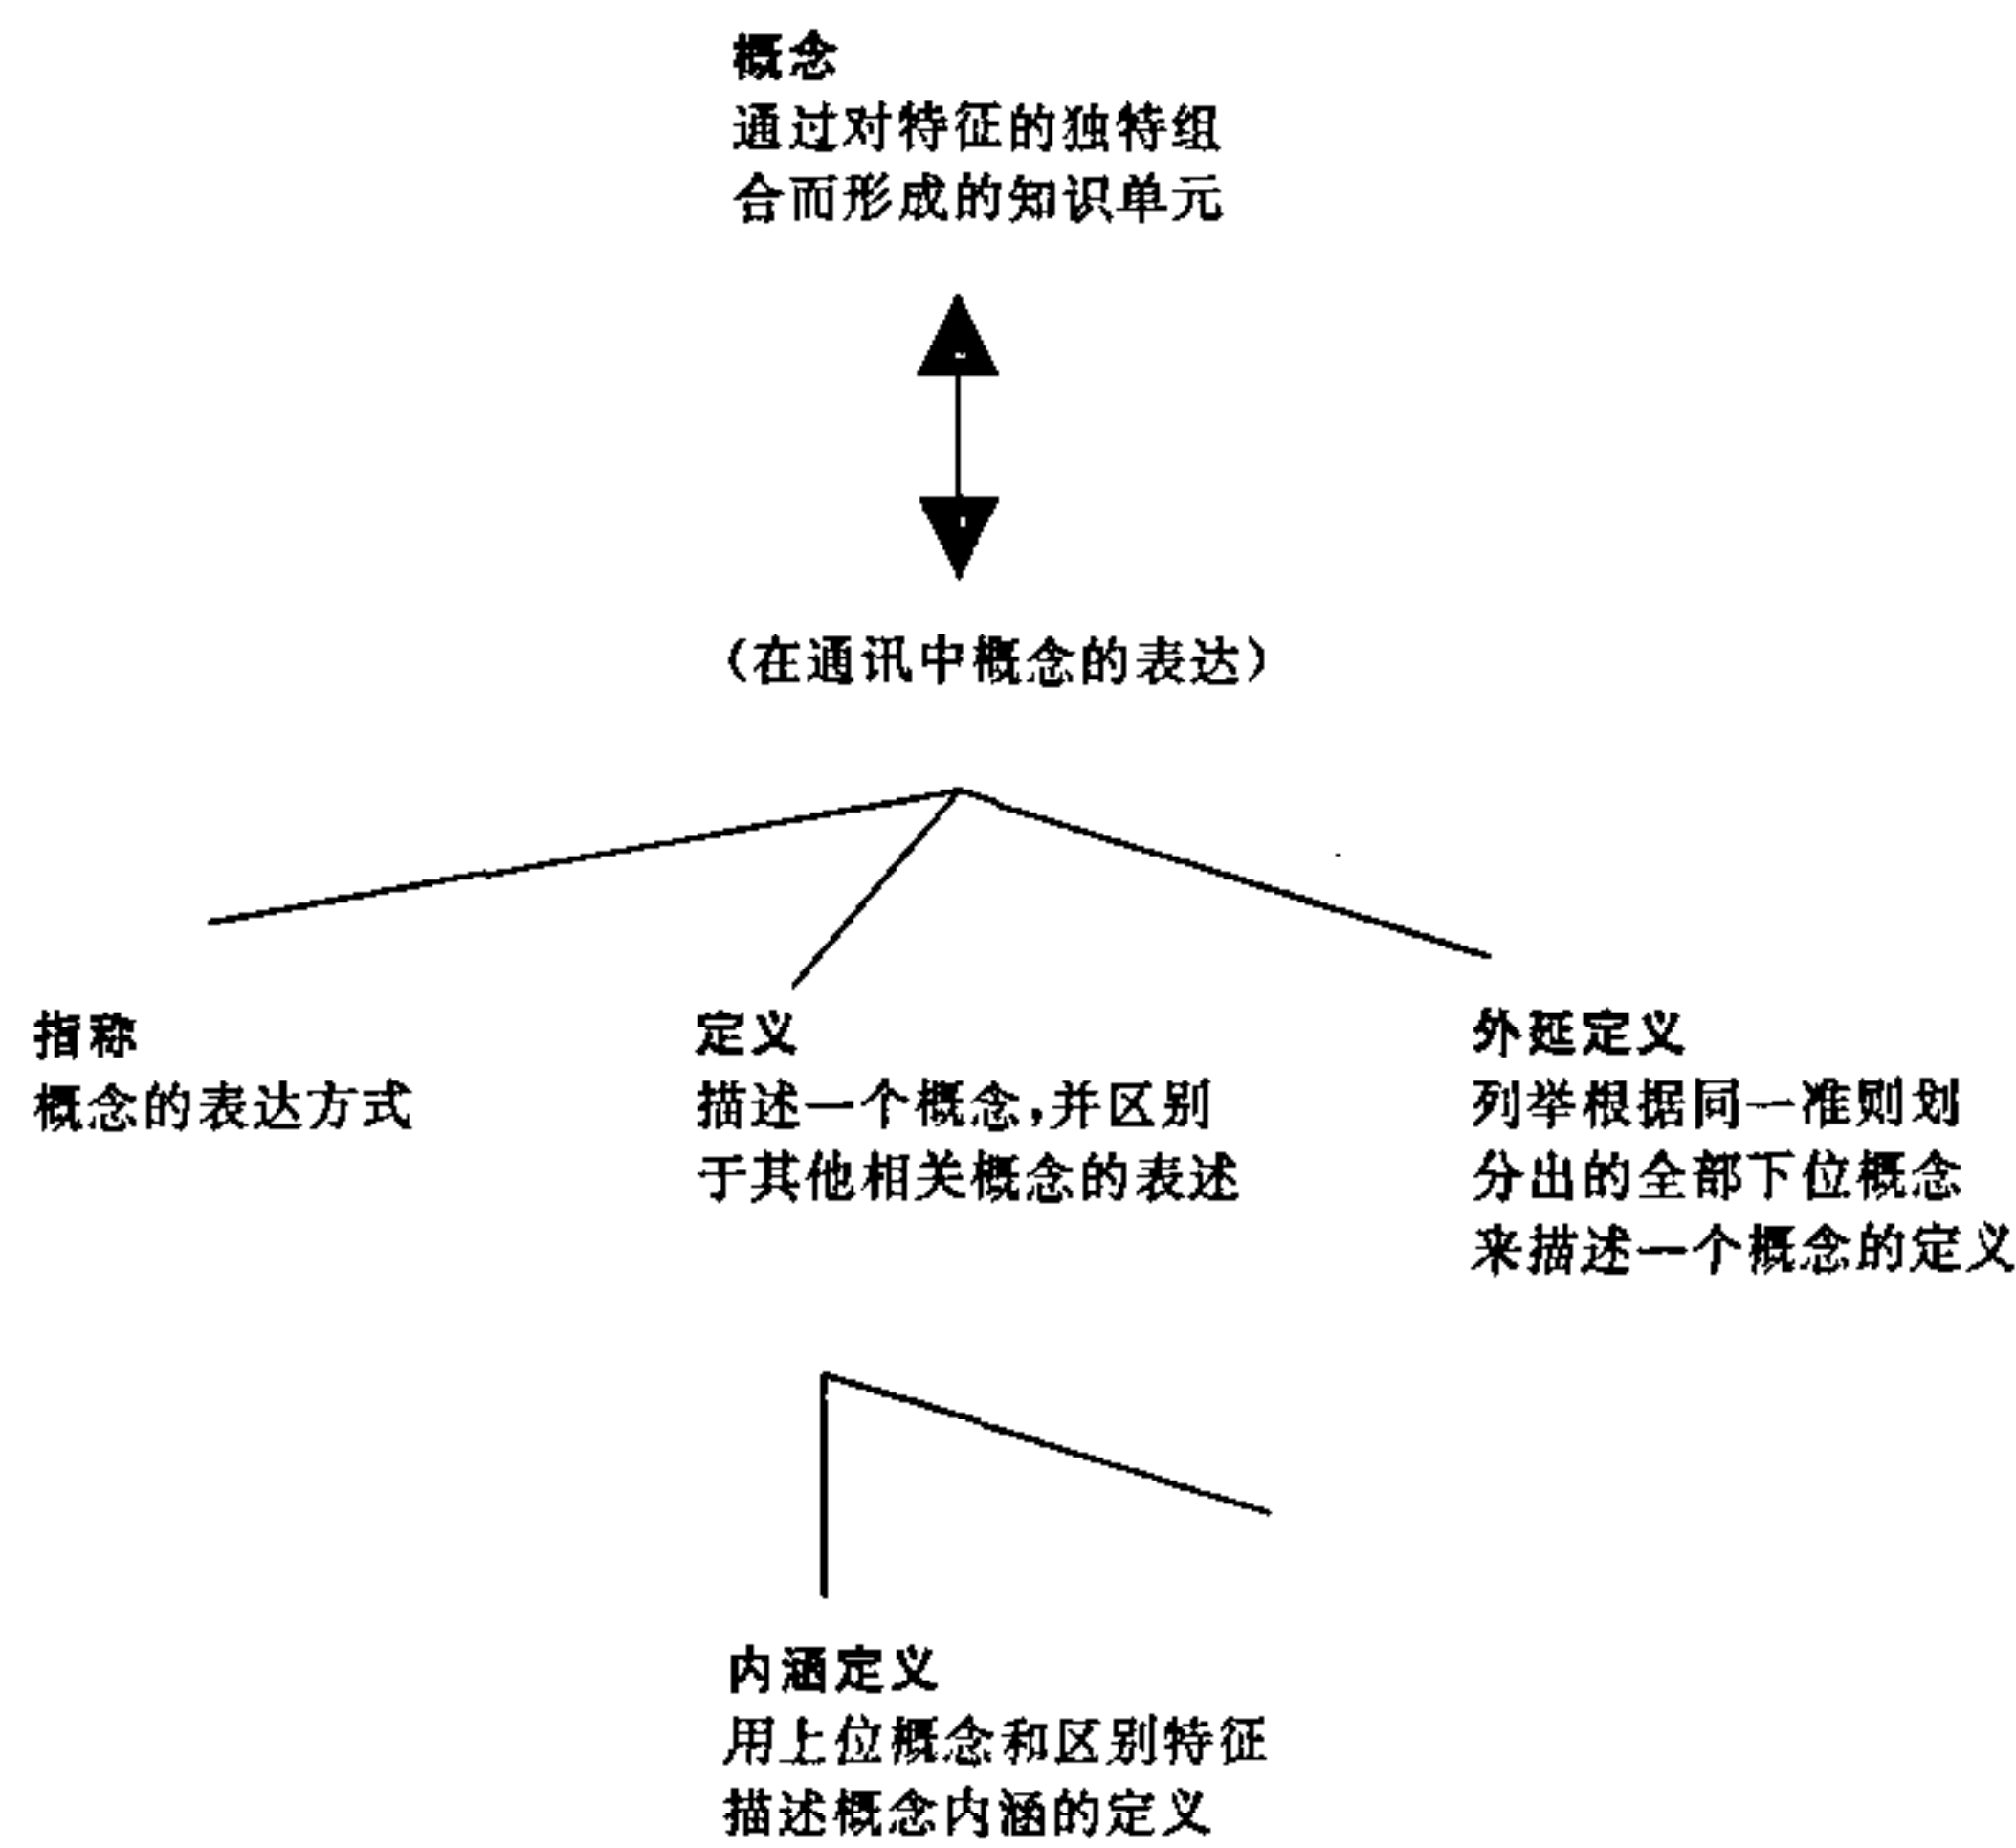 概念
通过对特征的独特组
合而形成的知识单元
（在通讯中概念的表达）
指称
概念的表达方式
定义
描述一个概念,并区别
于其他相关概念的表述
外延定义
列举根据同一准则划
分出的全部下位概念
来描述一个概念的定义
内涵定义
用上位概念和区别特征
描述概念内涵的定义